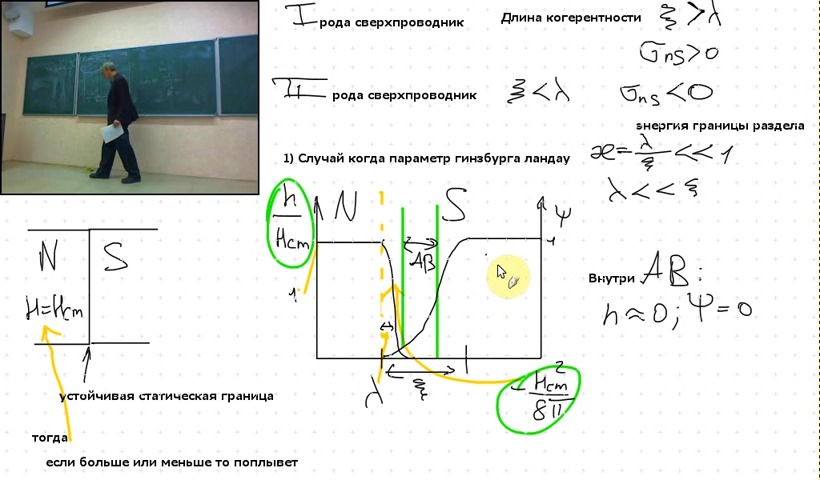 I рода сверхпроводник Длина когерентности ξ > λ
σns > 0
II рода сверхпроводник ξ < λ σns < 0
энергия границы раздела
1) Случай когда параметр гинзбурга ландау æ = λ/ξ << 1
λ << ξ
h/Hcm N S Ψ
1
AB
1
λ ξ
Hcm²/8π
Внутри AB:
h ≈ 0; Ψ = 0
N S
H = Hcm
устойчивая статическая граница
тогда
если больше или меньше то поплывет